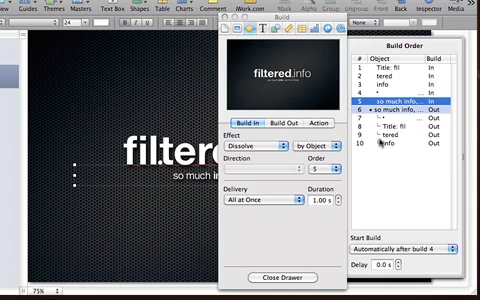 Guides Themes Masters Text Box Shapes Table Charts Comment iWork.com Mask Alpha Group Ungroup Front Back Inspector Media
24
None
Build
filtered.info
Build In Build Out Action
Effect
Dissolve by Object
Direction Order
5
Delivery Duration
All at Once 1.00 s
Close Drawer
Build Order
# Object Build
1 Title: fil In
2 tered In
3 info In
4 • ... In
5 so much info,... In
6 • so much info,... Out
7 • ... Out
8 Title: fil Out
9 tered Out
10 info Out
Start Build
Automatically after build 4
Delay 0.0 s
fil.tere
so much in
75%